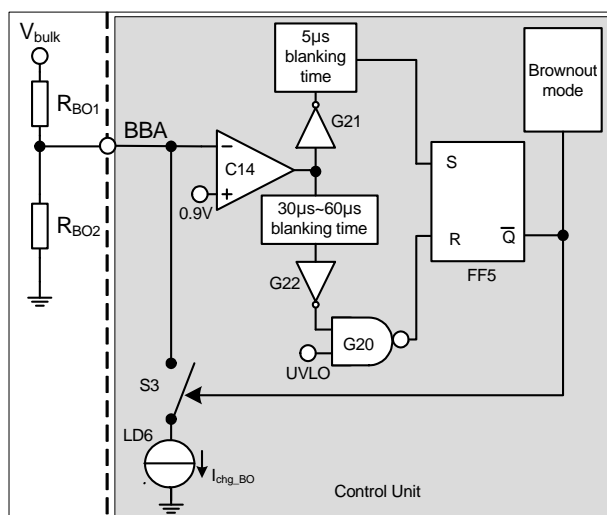 V_bulk
R_BO1
BBA
R_BO2
5µs
blanking
time
G21
C14
0.9V
−
+
30µs~60µs
blanking time
G22
G20
UVLO
S
R
Q̅
FF5
Brownout
mode
S3
LD6
I_chg_BO
Control Unit